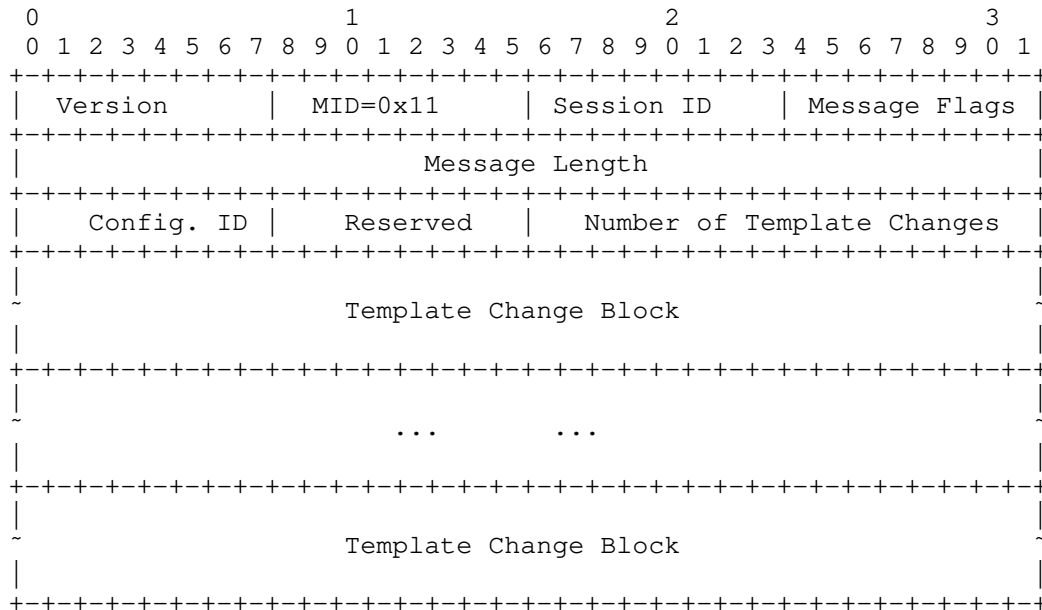 0                   1                   2                   3
0 1 2 3 4 5 6 7 8 9 0 1 2 3 4 5 6 7 8 9 0 1 2 3 4 5 6 7 8 9 0 1
+-+-+-+-+-+-+-+-+-+-+-+-+-+-+-+-+-+-+-+-+-+-+-+-+-+-+-+-+-+-+-+-+
|  Version      |  MID=0x11     | Session ID    | Message Flags |
+-+-+-+-+-+-+-+-+-+-+-+-+-+-+-+-+-+-+-+-+-+-+-+-+-+-+-+-+-+-+-+-+
|                         Message Length                        |
+-+-+-+-+-+-+-+-+-+-+-+-+-+-+-+-+-+-+-+-+-+-+-+-+-+-+-+-+-+-+-+-+
|    Config. ID |    Reserved   |   Number of Template Changes  |
+-+-+-+-+-+-+-+-+-+-+-+-+-+-+-+-+-+-+-+-+-+-+-+-+-+-+-+-+-+-+-+-+
|                                                               |
~                    Template Change Block                      ~
|                                                               |
+-+-+-+-+-+-+-+-+-+-+-+-+-+-+-+-+-+-+-+-+-+-+-+-+-+-+-+-+-+-+-+-+
|                                                               |
~                       ...       ...                           ~
|                                                               |
+-+-+-+-+-+-+-+-+-+-+-+-+-+-+-+-+-+-+-+-+-+-+-+-+-+-+-+-+-+-+-+-+
|                                                               |
~                    Template Change Block                      ~
|                                                               |
+-+-+-+-+-+-+-+-+-+-+-+-+-+-+-+-+-+-+-+-+-+-+-+-+-+-+-+-+-+-+-+-+